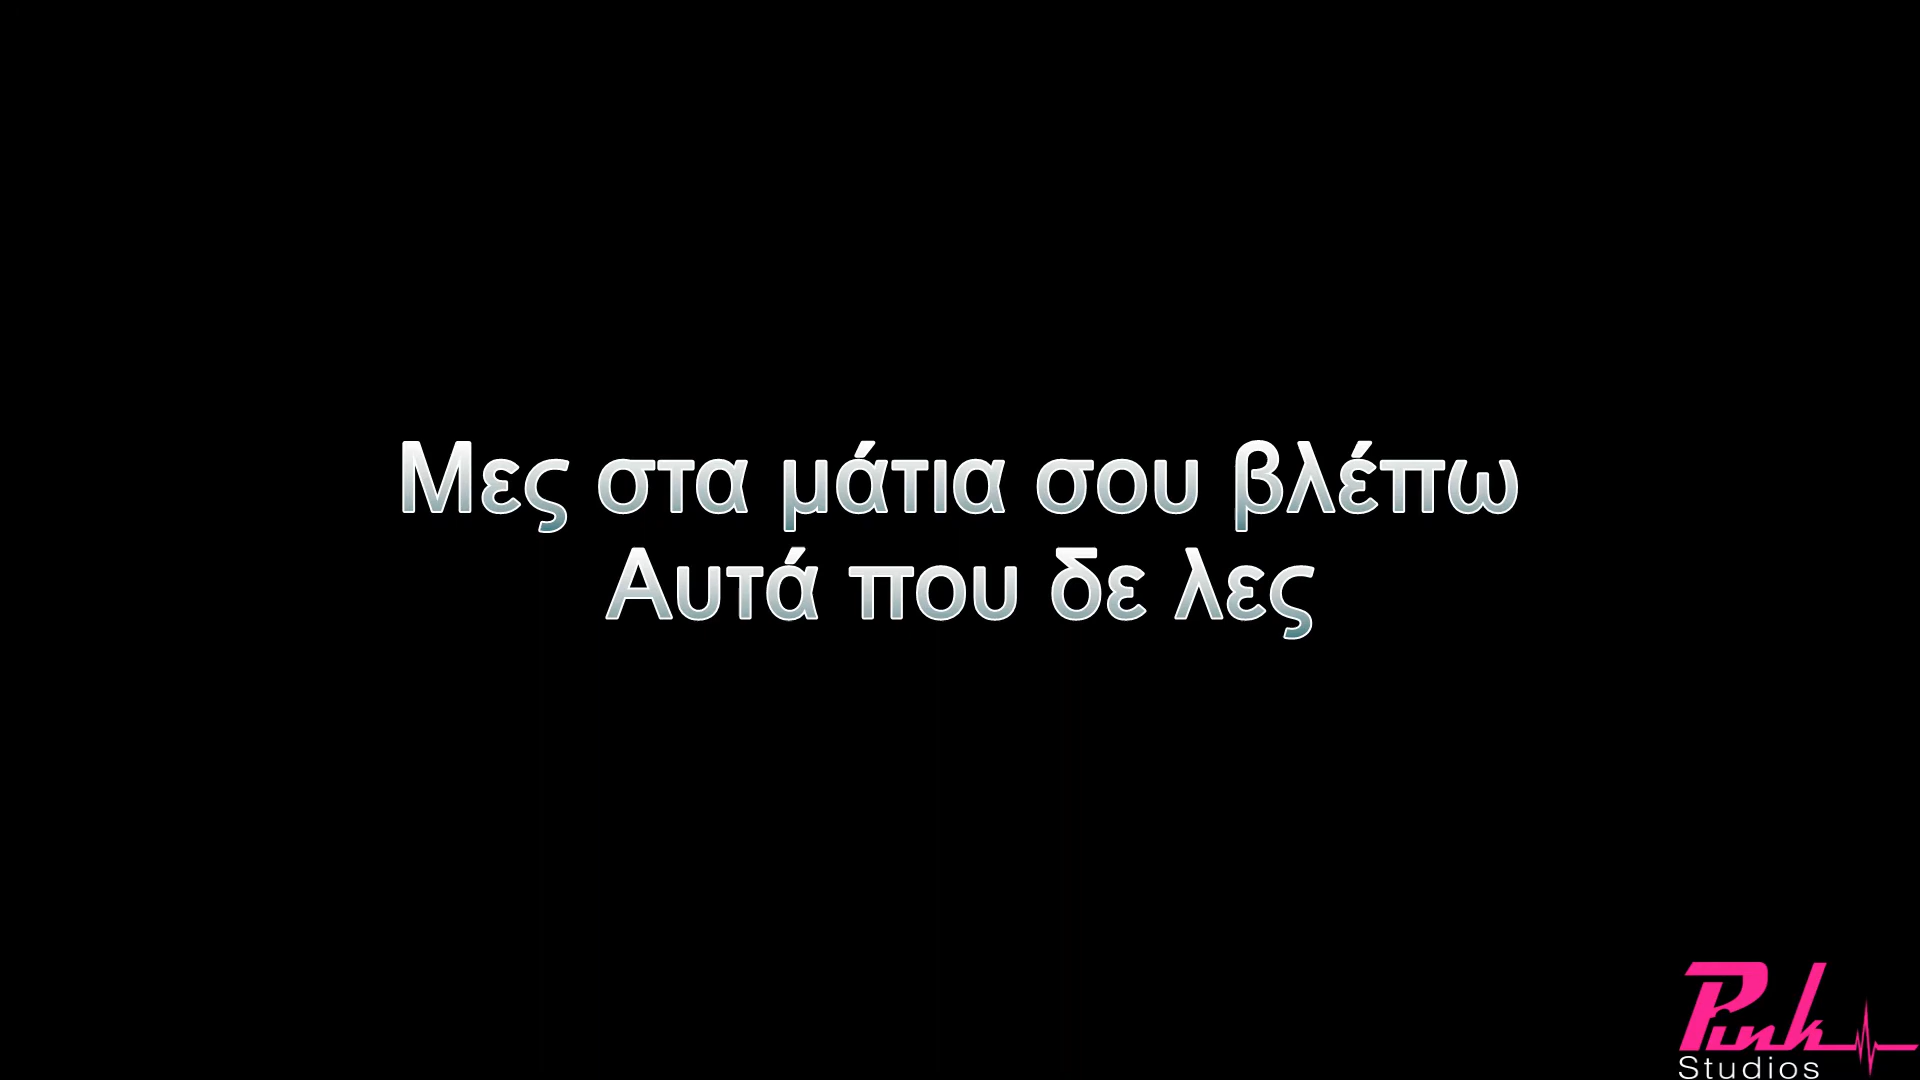 Μες στα μάτια σου βλέπω
Αυτά που δε λες
Pink
Studios